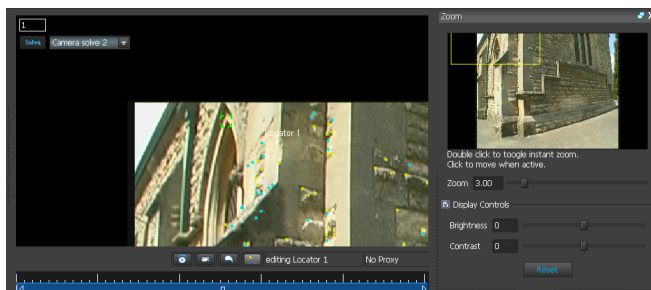 1
Solve Camera solve 2
Locator 1
editing Locator 1 No Proxy
Zoom
Double click to toogle instant zoom.
Click to move when active.
Zoom 3.00
Display Controls
Brightness 0
Contrast 0
Reset